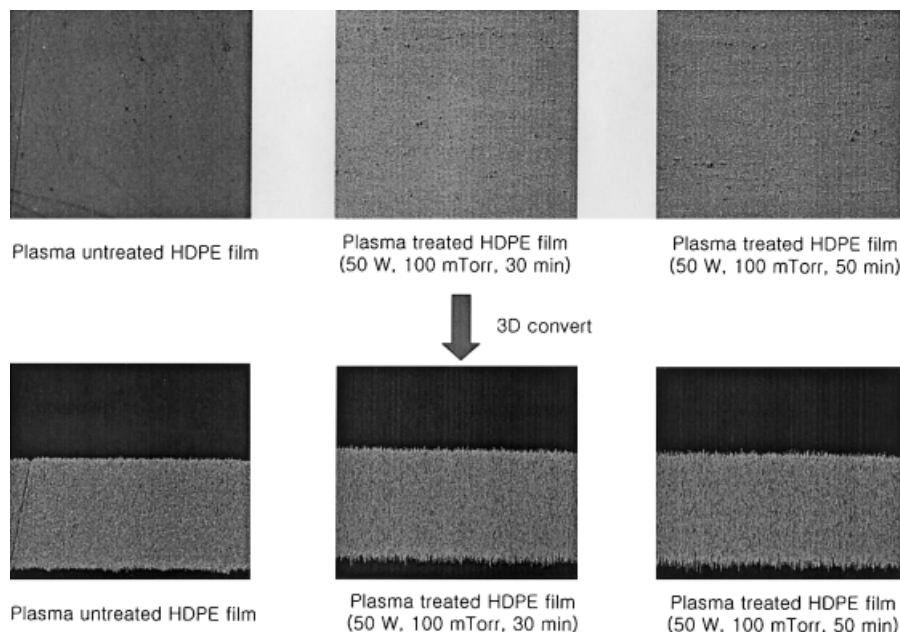 Plasma untreated HDPE film
Plasma treated HDPE film
(50 W, 100 mTorr, 30 min)
Plasma treated HDPE film
(50 W, 100 mTorr, 50 min)
3D convert
Plasma untreated HDPE film
Plasma treated HDPE film
(50 W, 100 mTorr, 30 min)
Plasma treated HDPE film
(50 W, 100 mTorr, 50 min)